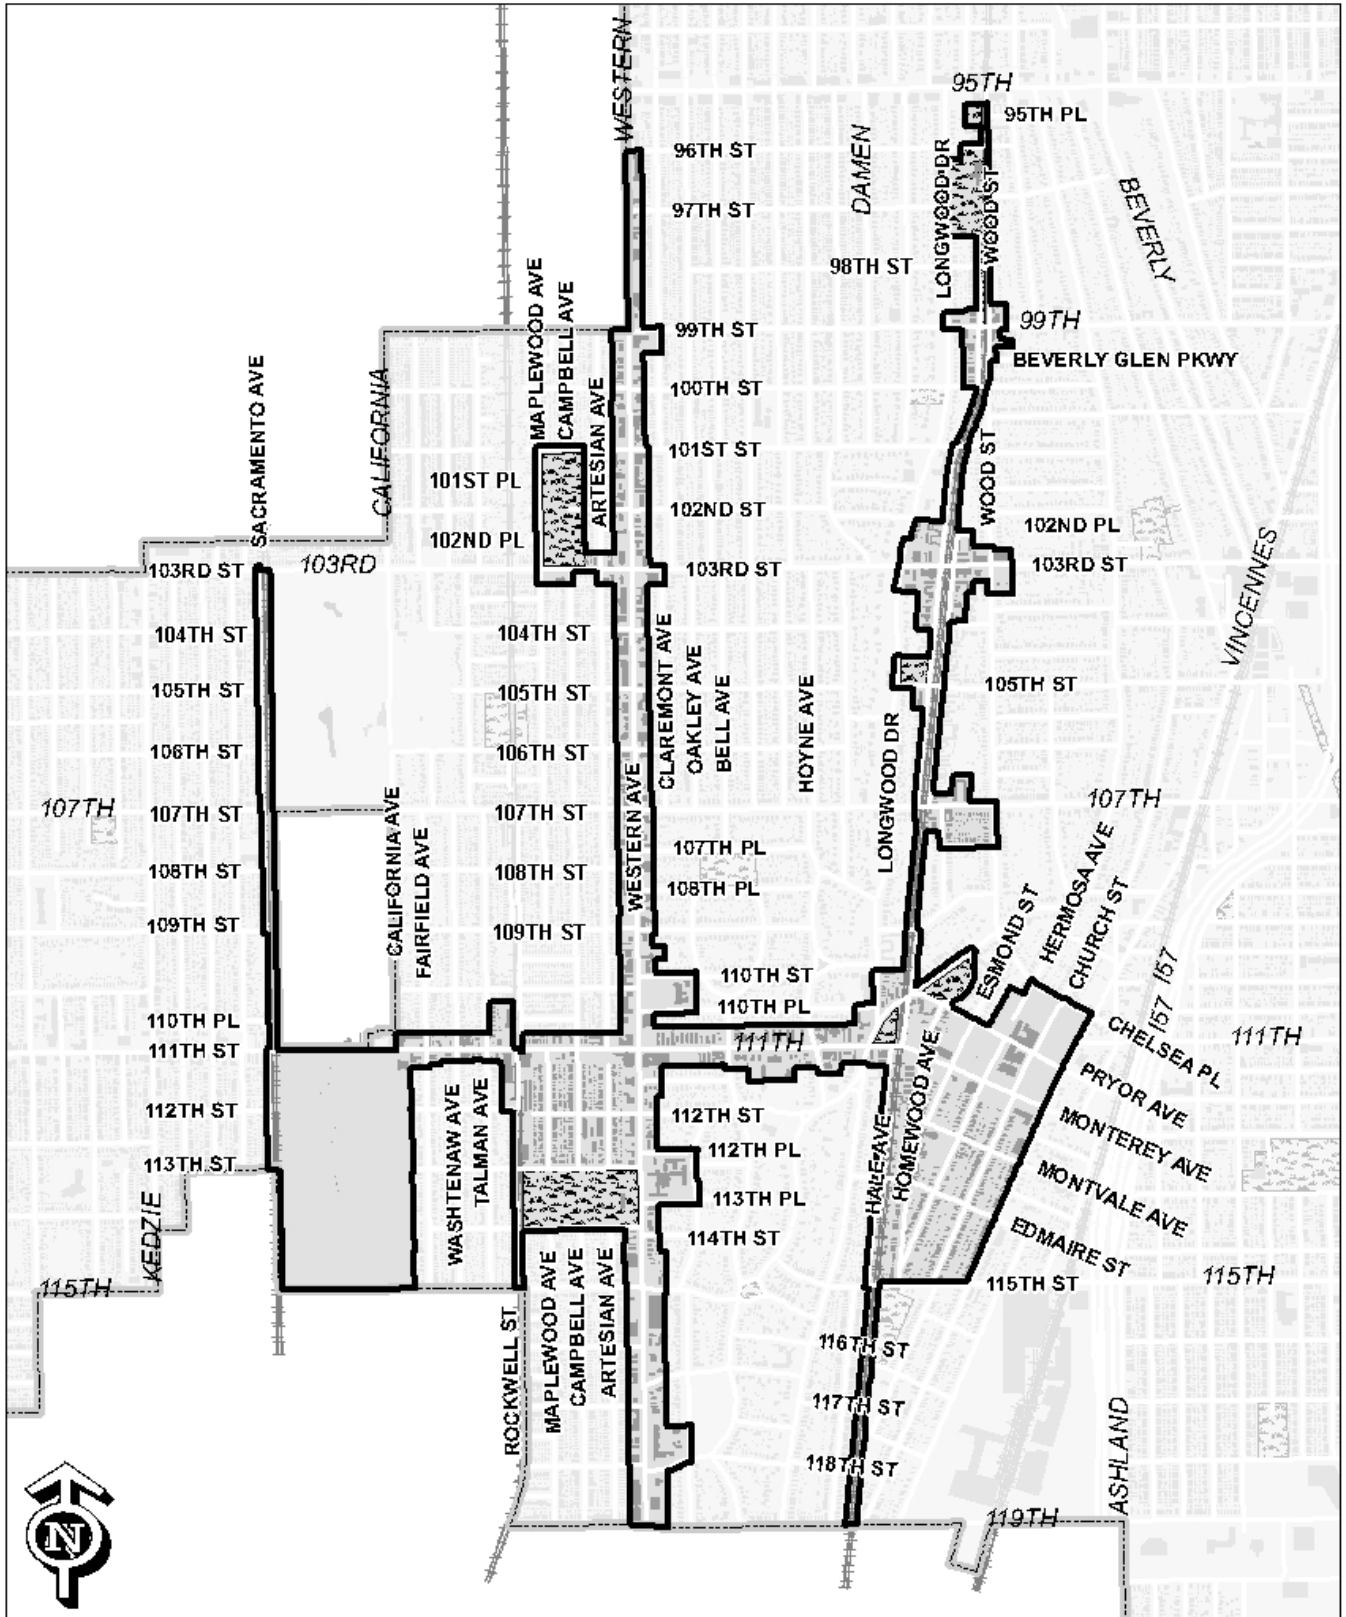 WESTERN
95TH
95TH PL
96TH ST
DAMEN
LONGWOOD DR
WOOD ST
BEVERLY
97TH ST
98TH ST
MAPLEWOOD AVE
CAMPBELL AVE
99TH ST
99TH
BEVERLY GLEN PKWY
SACRAMENTO AVE
CALIFORNIA
ARTESIAN AVE
100TH ST
101ST ST
101ST PL
WOOD ST
102ND ST
102ND PL
102ND PL
103RD ST
103RD
103RD ST
103RD ST
VINCENNES
104TH ST
104TH ST
CLAREMONT AVE
OAKLEY AVE
BELL AVE
HOYNE AVE
105TH ST
105TH ST
105TH ST
LONGWOOD DR
106TH ST
106TH ST
WESTERN AVE
107TH
107TH ST
CALIFORNIA AVE
FAIRFIELD AVE
107TH ST
107TH
107TH PL
108TH ST
108TH ST
108TH PL
ESMOND ST
HERMOSA AVE
CHURCH ST
109TH ST
109TH ST
110TH ST
I57
I57
110TH PL
110TH PL
CHELSEA PL
111TH ST
111TH
111TH
HOMEWOOD AVE
PRYOR AVE
112TH ST
WASHTENAW AVE
TALMAN AVE
112TH ST
MONTEREY AVE
112TH PL
113TH ST
HALE AVE
113TH PL
MONTVALE AVE
KEDZIE
114TH ST
EDMAIRE ST
115TH
115TH ST
115TH
ROCKWELL ST
MAPLEWOOD AVE
CAMPBELL AVE
ARTESIAN AVE
116TH ST
117TH ST
118TH ST
ASHLAND
119TH
N